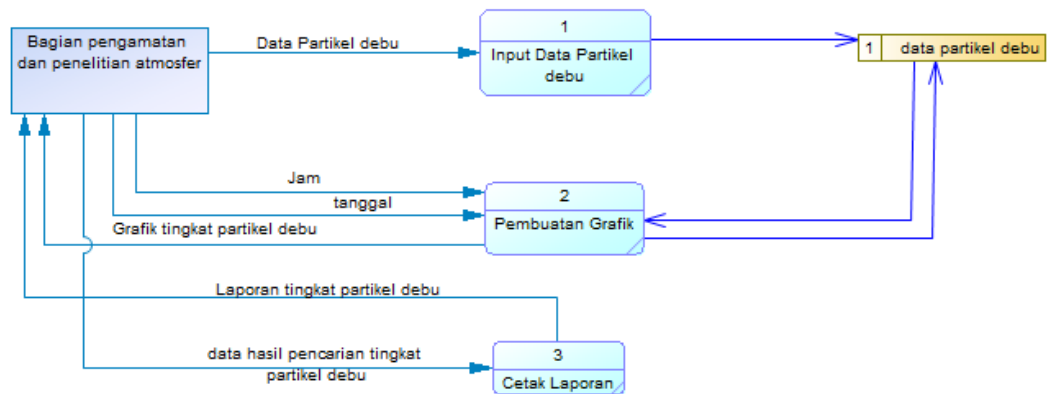 Bagian pengamatan
dan penelitian atmosfer
Data Partikel debu
1
Input Data Partikel
debu
1 data partikel debu
Jam
tanggal
Grafik tingkat partikel debu
2
Pembuatan Grafik
Laporan tingkat partikel debu
data hasil pencarian tingkat
partikel debu
3
Cetak Laporan